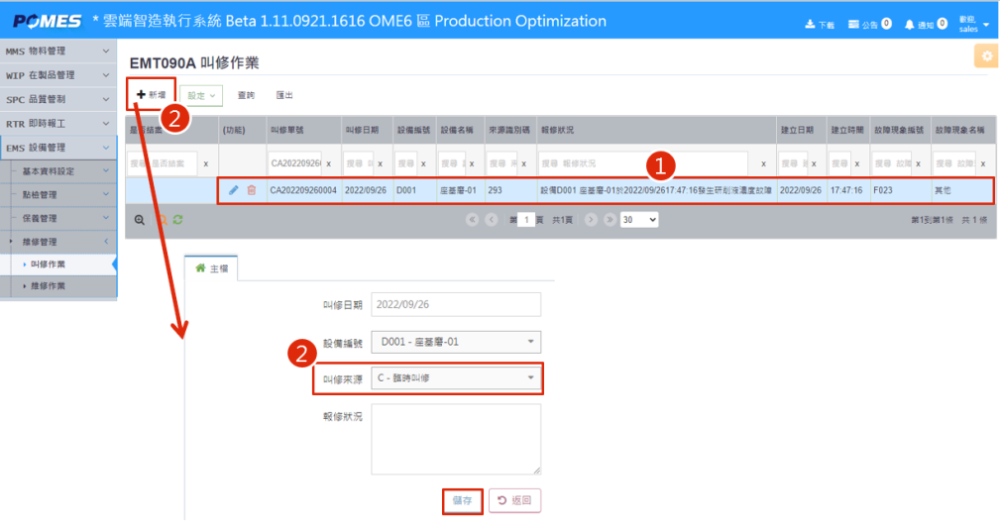 POMES * 雲端智造執行系統 Beta 1.11.0921.1616 OME6 區 Production Optimization
下載 公告 0 通知 0 歡迎, sales
MMS 物料管理
WIP 在製品管理
SPC 品質管制
RTR 即時報工
EMS 設備管理
基本資料設定
點檢管理
保養管理
維修管理
叫修作業
維修作業
EMT090A 叫修作業
新增 設定 查詢 匯出
2
是否結案 (功能) 叫修單號 叫修日期 設備編號 設備名稱 來源識別碼 報修狀況 建立日期 建立時間 故障現象編號 故障現象名稱
搜尋 是否結案 x CA20220926 x 搜尋 x 搜尋 x 搜尋 x 搜尋 x 搜尋 報修狀況 x 搜尋 x 搜尋 x 搜尋 故障 x 搜尋 故障 x
1
CA202209260004 2022/09/26 D001 座基磨-01 293 設備D001 座基磨-01於2022/09/2617.47.16發生研削液濃度故障 2022/09/26 17.47.16 F023 其他
第 1 頁 共1頁 30 第1到第1條 共 1 條
主檔
叫修日期 2022/09/26
設備編號 D001 - 座基磨-01
2
叫修來源 C - 臨時叫修
報修狀況
儲存 返回